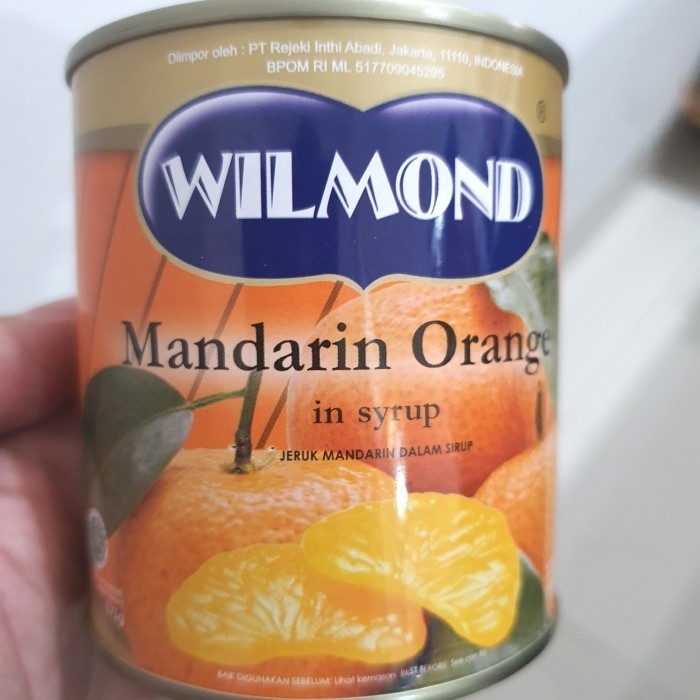 Diimpor oleh : PT Rejeki Inthi Abadi, Jakarta, 11110, INDONESIA
BPOM RI ML 517709045295
®
WILMOND
Mandarin Orange
in syrup
JERUK MANDARIN DALAM SIRUP
BAIK DIGUNAKAN SEBELUM: Lihat kemasan, BEST BEFORE: See can